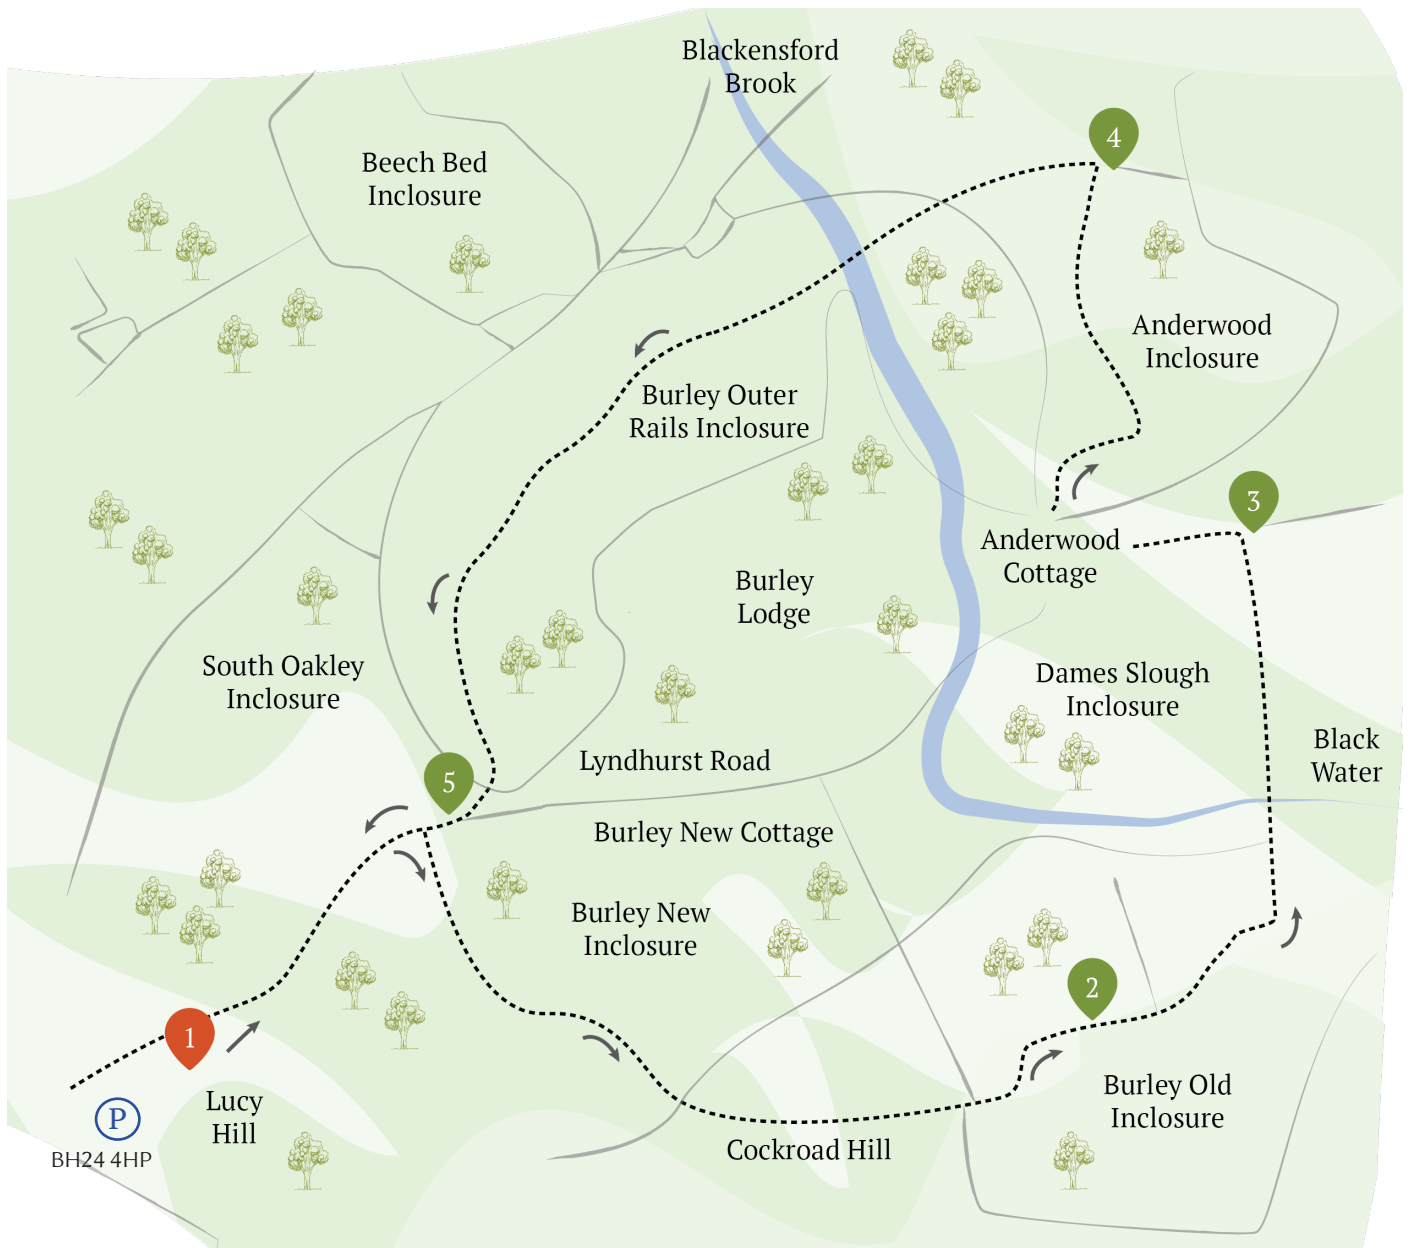 Blackensford
Brook
4
Beech Bed
Inclosure
Anderwood
Inclosure
Burley Outer
Rails Inclosure
3
Anderwood
Cottage
Burley
Lodge
South Oakley
Inclosure
Dames Slough
Inclosure
Black
Water
Lyndhurst Road
5
Burley New Cottage
Burley New
Inclosure
2
1
Burley Old
Inclosure
Lucy
Hill
P
BH24 4HP
Cockroad Hill